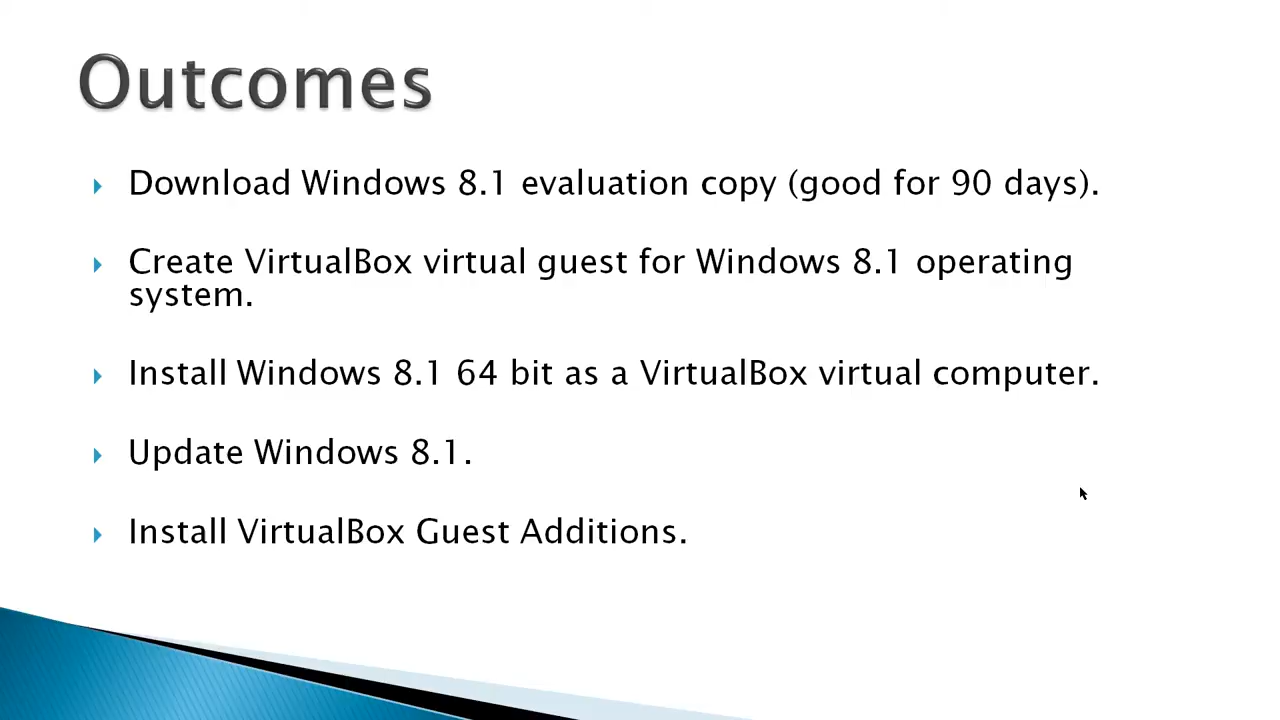 Outcomes
Download Windows 8.1 evaluation copy (good for 90 days).
Create VirtualBox virtual guest for Windows 8.1 operating
system.
Install Windows 8.1 64 bit as a VirtualBox virtual computer.
Update Windows 8.1.
Install VirtualBox Guest Additions.